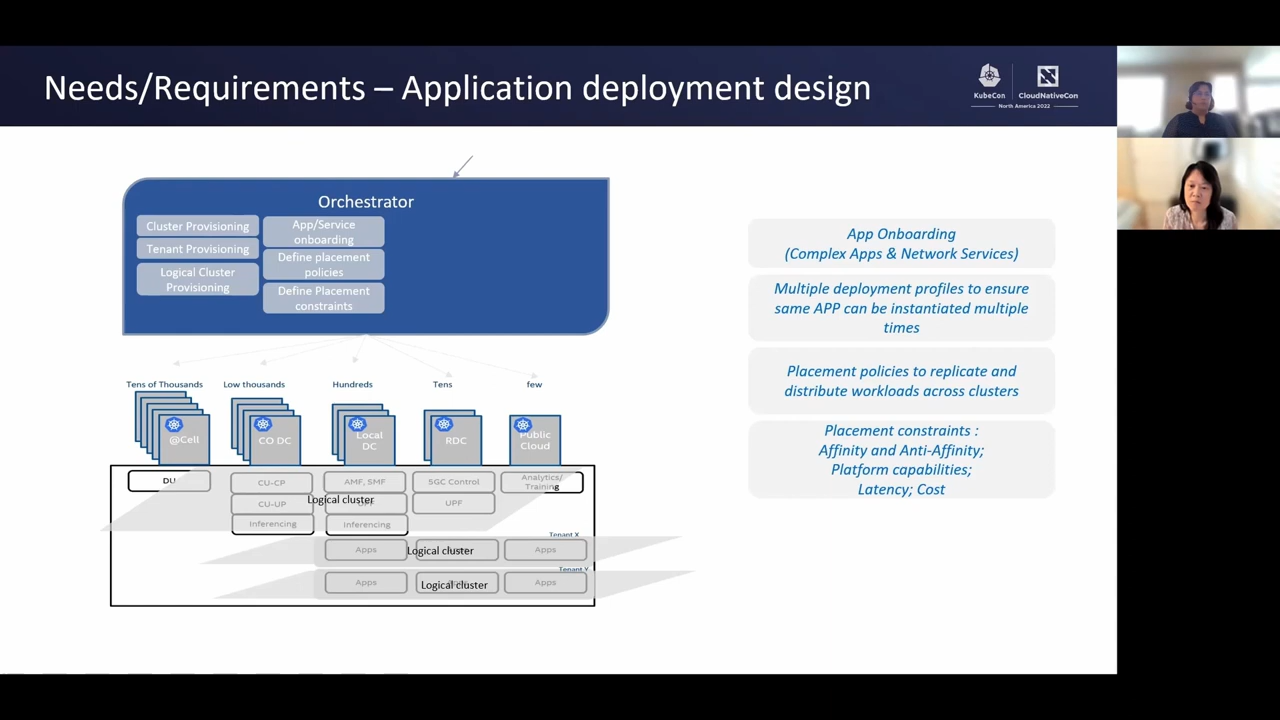 Needs/Requirements – Application deployment design
KubeCon
CloudNativeCon
North America 2022
Orchestrator
Cluster Provisioning
Tenant Provisioning
Logical Cluster
Provisioning
App/Service
onboarding
Define placement
policies
Define Placement
constraints
Tens of Thousands
Low thousands
Hundreds
Tens
few
@Cell
CO DC
Local
DC
RDC
Public
Cloud
DU
CU-CP
AMF, SMF
5GC Control
Analytics/
Training
CU-UP
Logical cluster
UPF
UPF
Inferencing
Inferencing
Tenant X
Apps
Logical cluster
Apps
Tenant Y
Apps
Logical cluster
Apps
App Onboarding
(Complex Apps & Network Services)
Multiple deployment profiles to ensure
same APP can be instantiated multiple
times
Placement policies to replicate and
distribute workloads across clusters
Placement constraints :
Affinity and Anti-Affinity;
Platform capabilities;
Latency; Cost